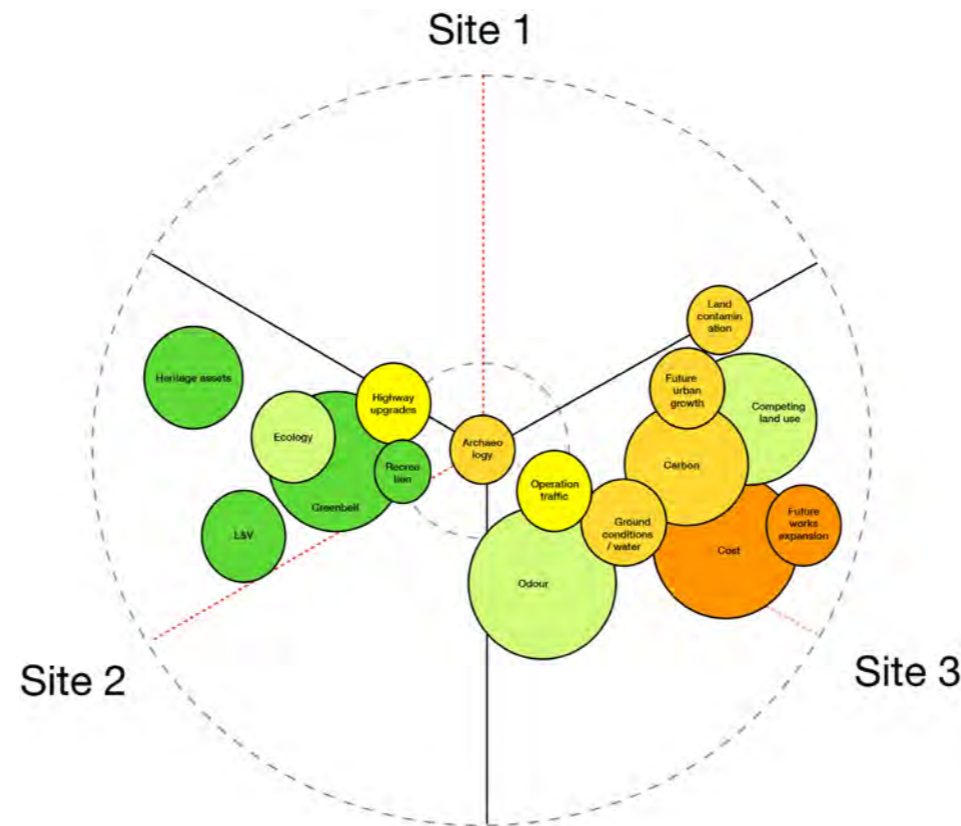 Site 1
Land
contamin
ation
Heritage assets
Highway
upgrades
Future
urban
growth
Competing
land use
Ecology
Archaeo
logy
Recrea
tion
Carbon
Greenbelt
Operation
traffic
L&V
Ground
conditions
/ water
Future
works
expansion
Cost
Odour
Site 2
Site 3